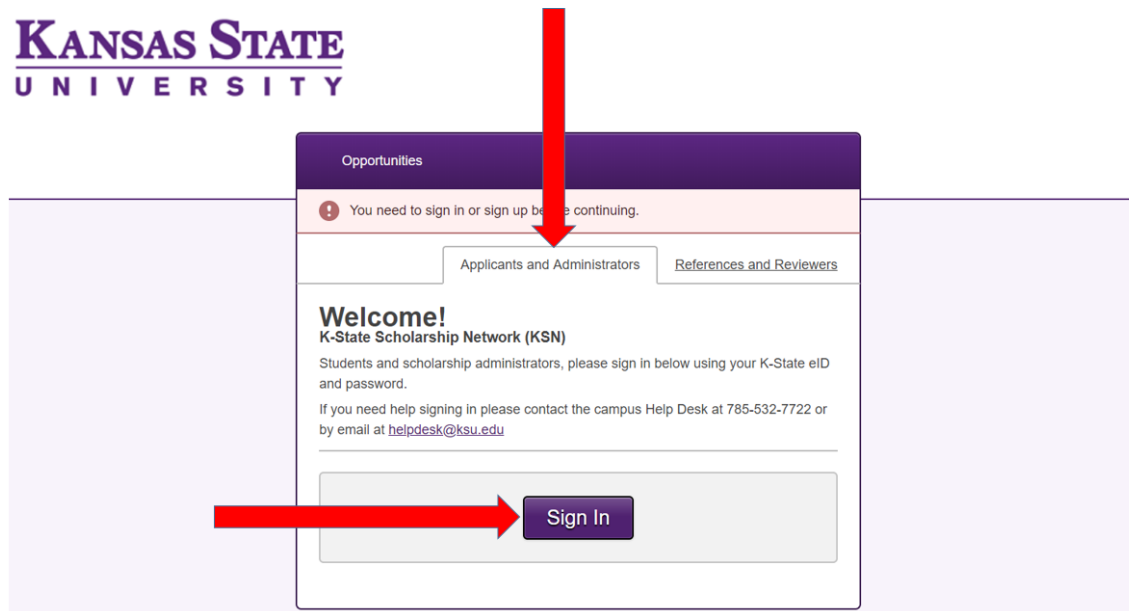 KANSAS STATE
UNIVERSITY
Opportunities
You need to sign in or sign up be e continuing.
Applicants and Administrators
References and Reviewers
Welcome!
K-State Scholarship Network (KSN)
Students and scholarship administrators, please sign in below using your K-State eID
and password.
If you need help signing in please contact the campus Help Desk at 785-532-7722 or
by email at helpdesk@ksu.edu
Sign In